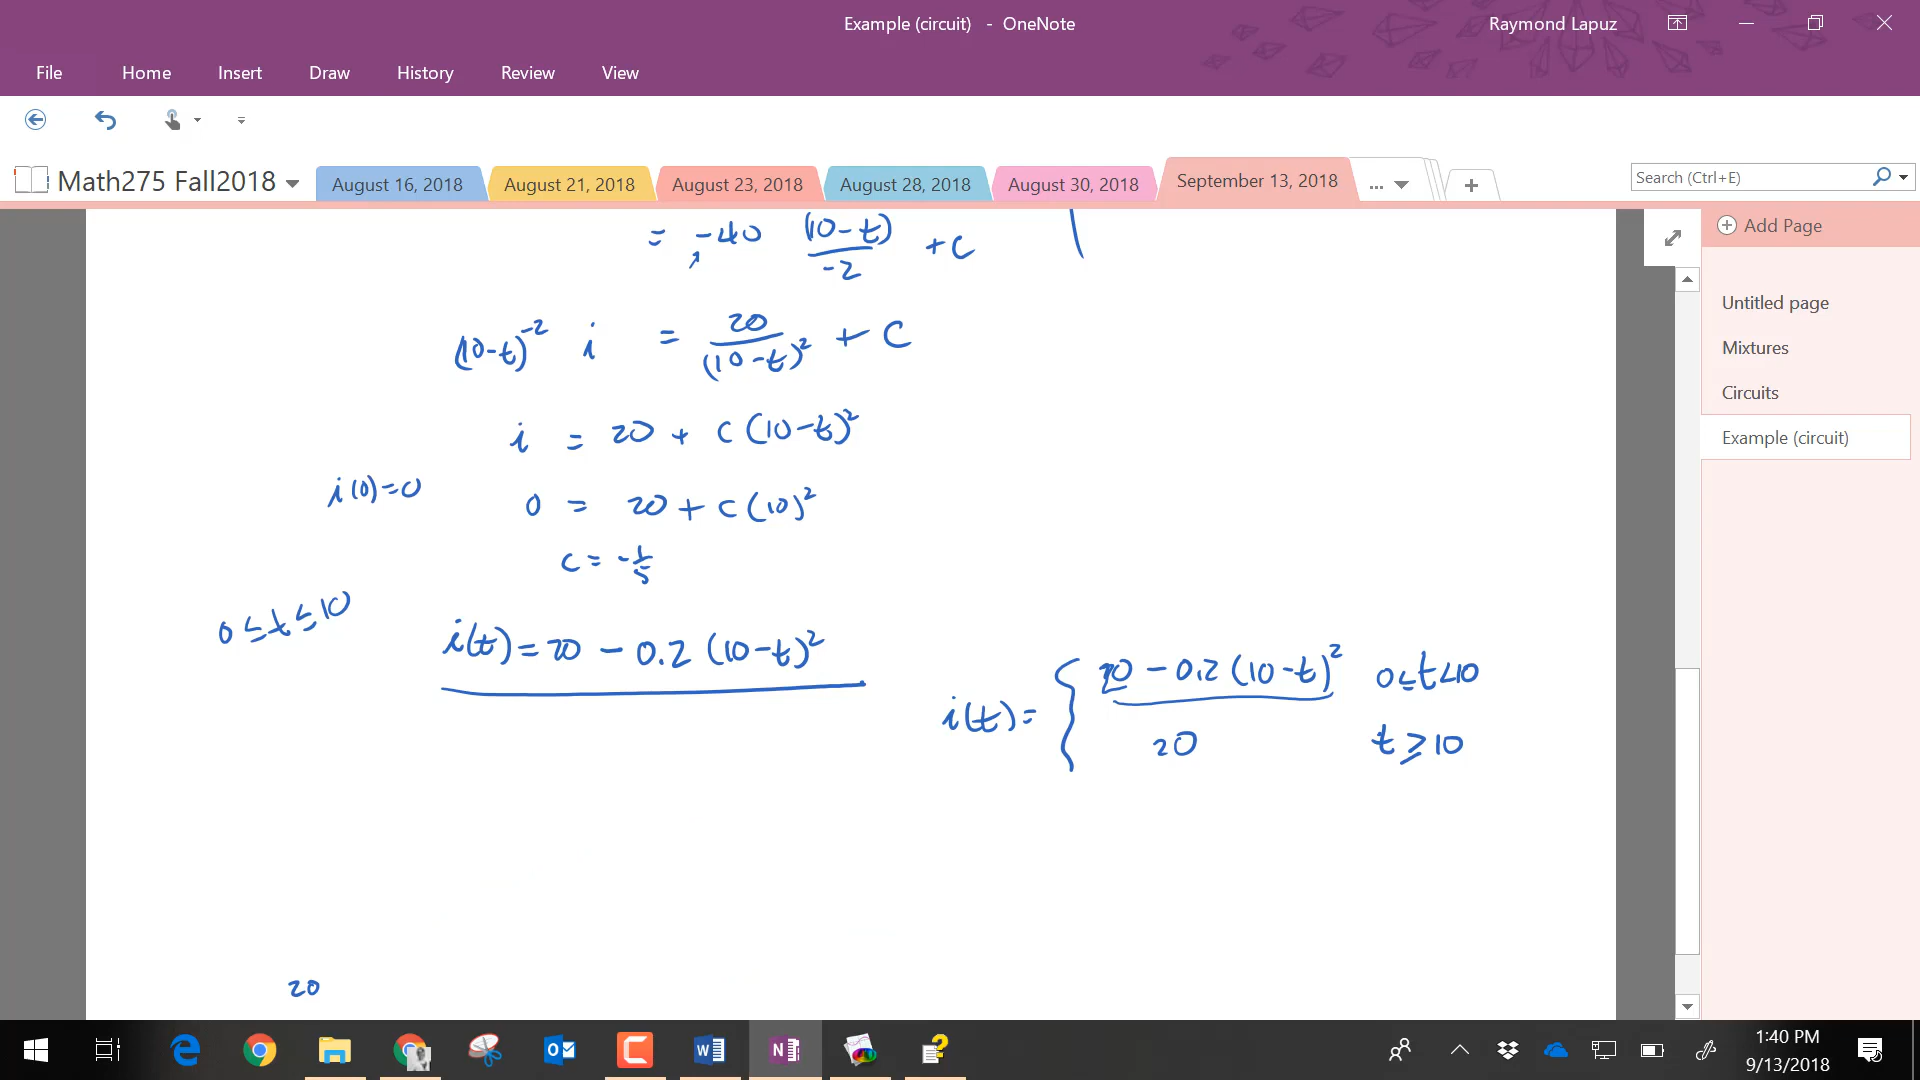 Example (circuit) - OneNote
Raymond Lapuz
File Home Insert Draw History Review View
Math275 Fall2018
August 16, 2018
August 21, 2018
August 23, 2018
August 28, 2018
August 30, 2018
September 13, 2018
...
Search (Ctrl+E)
Add Page
Untitled page
Mixtures
Circuits
Example (circuit)
= -40 (10-t)/-2 + C
(10-t)^-2 i = 20/(10-t)^2 + C
i = 20 + C(10-t)^2
i(0)=0
0 = 20 + C(10)^2
C = -1/5
0 ≤ t ≤ 10
i(t) = 20 - 0.2 (10-t)^2
i(t) = { 20 - 0.2 (10-t)^2 0≤t<10
20 t ≥ 10
20
1:40 PM
9/13/2018